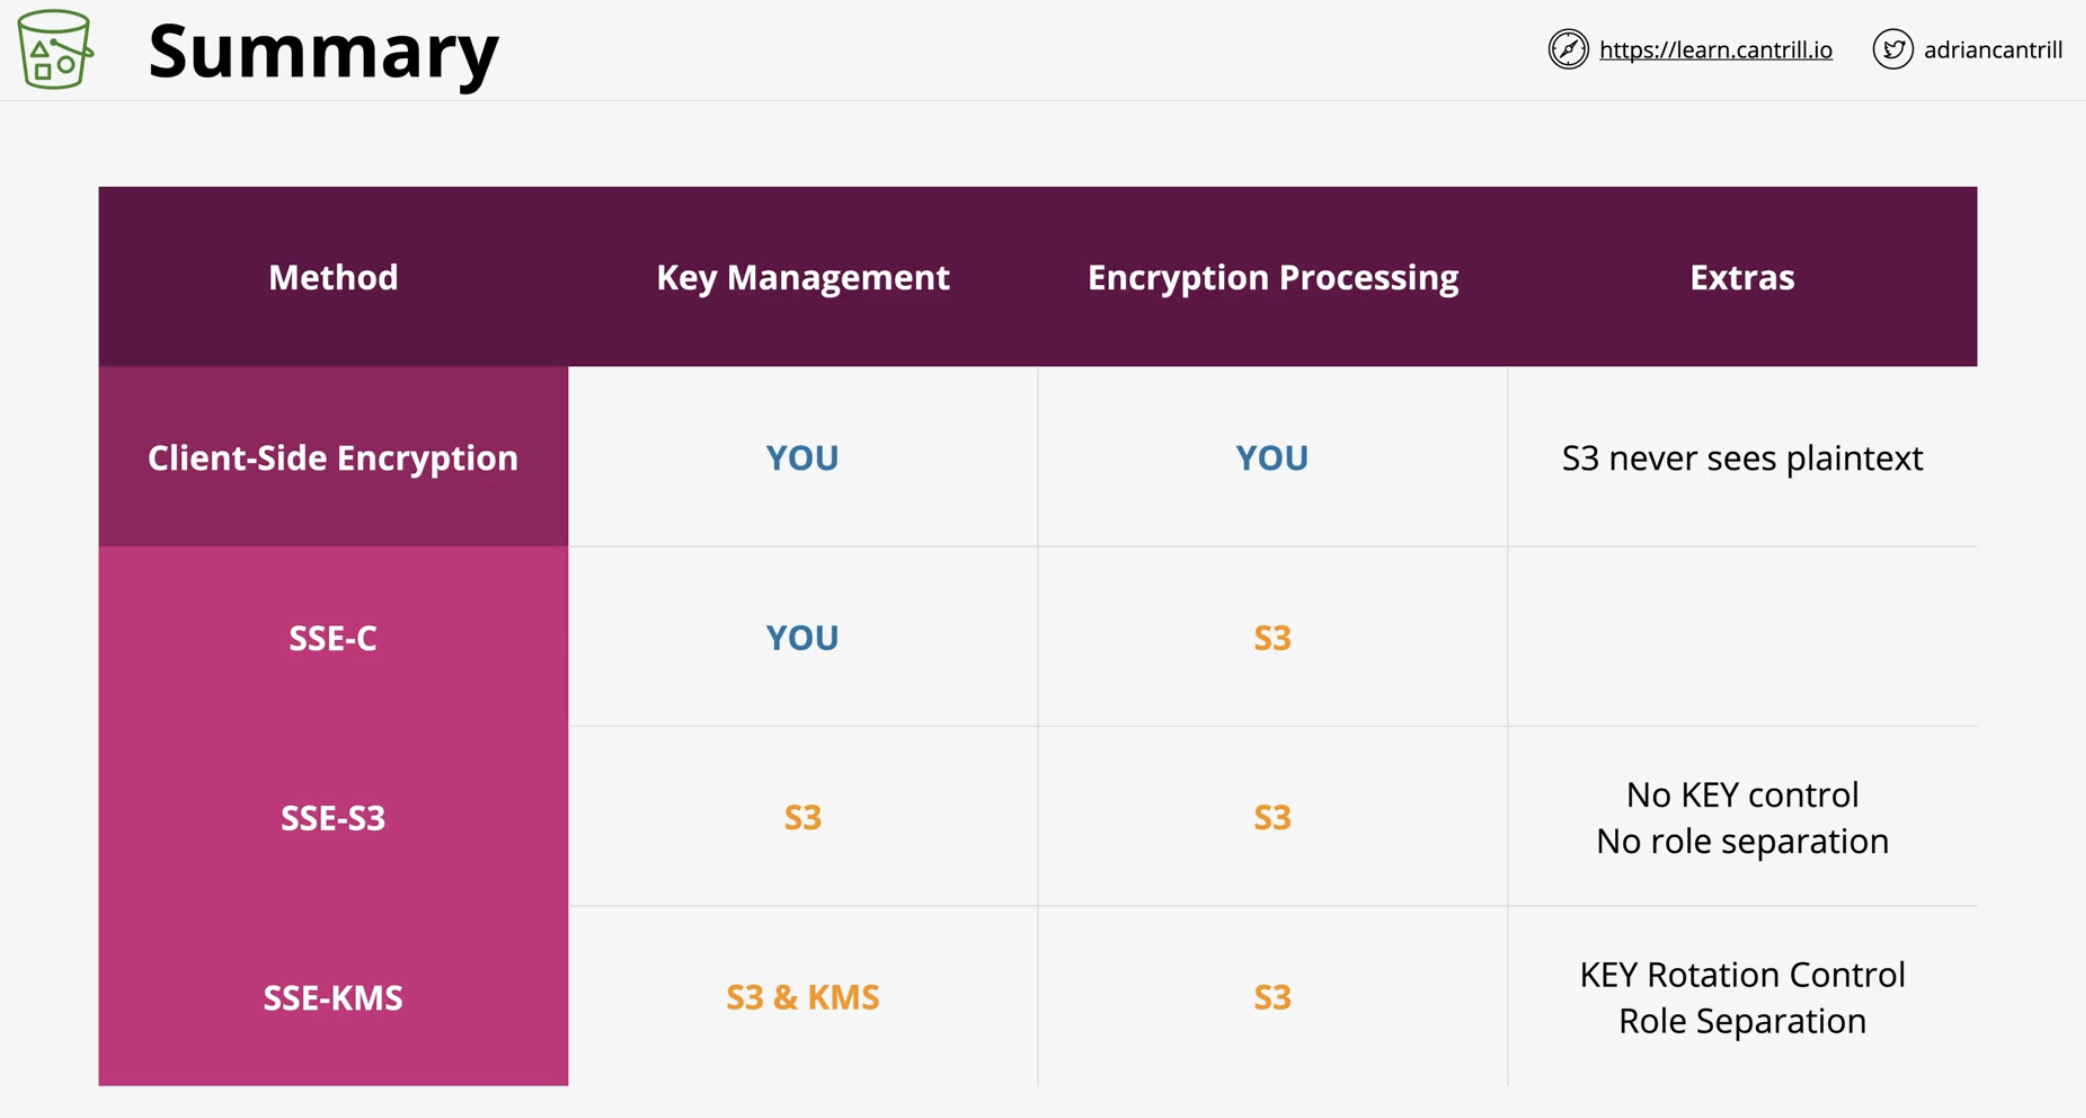 Summary
https://learn.cantrill.io
adriancantrill
Method
Key Management
Encryption Processing
Extras
Client-Side Encryption
YOU
YOU
S3 never sees plaintext
SSE-C
YOU
S3
SSE-S3
S3
S3
No KEY control
No role separation
SSE-KMS
S3 & KMS
S3
KEY Rotation Control
Role Separation